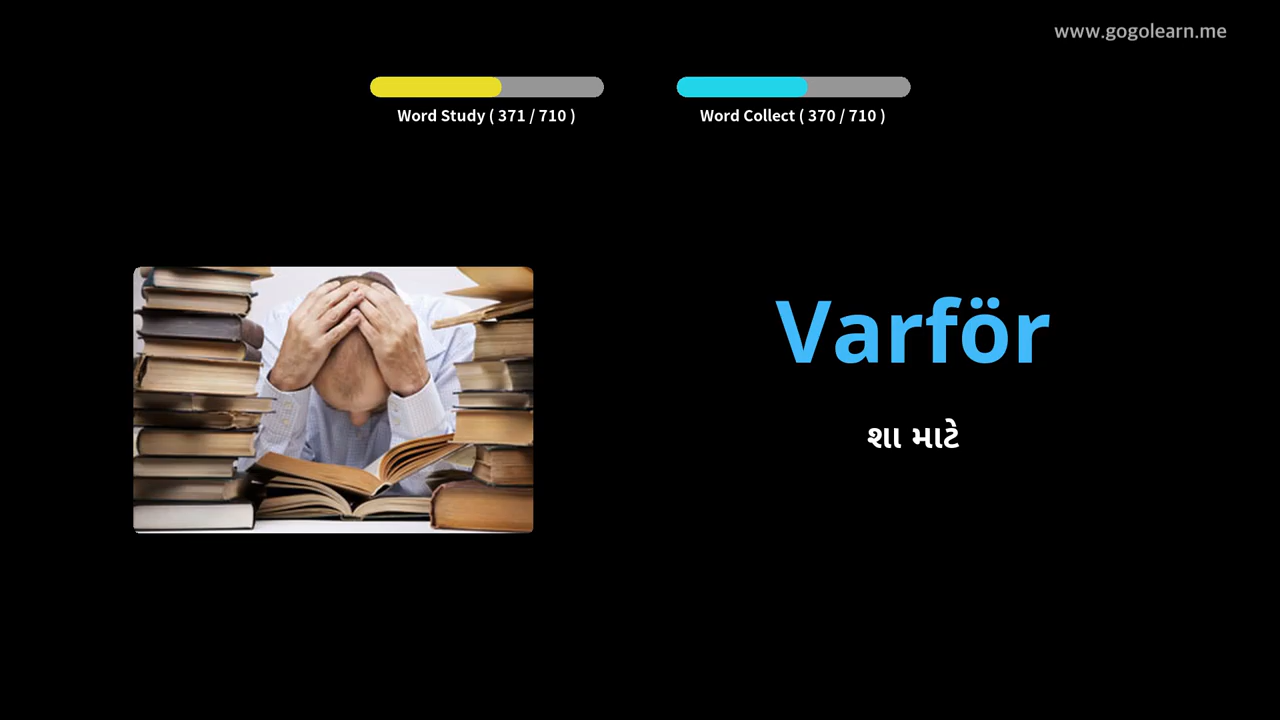 www.gogolearn.me
Word Study ( 371 / 710 )
Word Collect ( 370 / 710 )
Varför
શા માટે